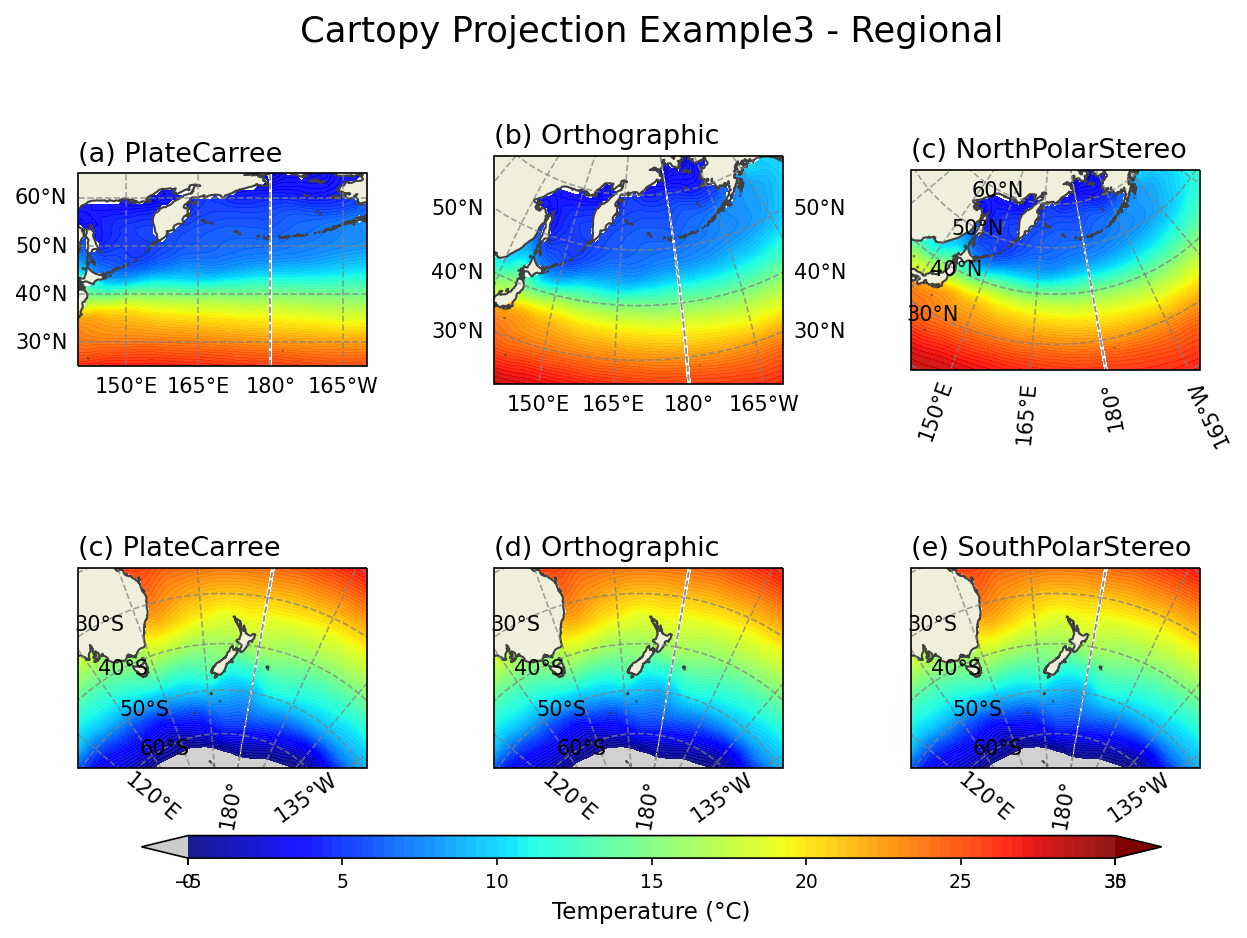 Cartopy Projection Example3 - Regional
(a) PlateCarree
(b) Orthographic
(c) NorthPolarStereo
60°N
50°N
40°N
30°N
150°E 165°E 180° 165°W
50°N
40°N
30°N
50°N
40°N
30°N
150°E 165°E 180° 165°W
60°N
50°N
40°N
30°N
150°E 165°E 180° 165°W
(c) PlateCarree
(d) Orthographic
(e) SouthPolarStereo
30°S
40°S
50°S
60°S
120°E 180° 135°W
30°S
40°S
50°S
60°S
120°E 180° 135°W
30°S
40°S
50°S
60°S
120°E 180° 135°W
5 10 15 20 25
Temperature (°C)